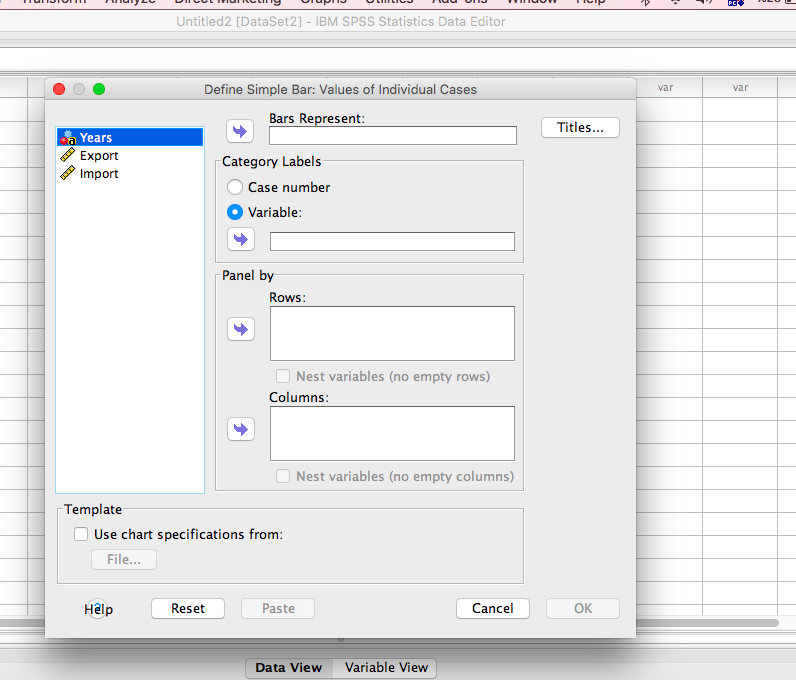 Transform Analyze Direct Marketing Graphs Utilities Add-ons Window Help
Untitled2 [DataSet2] - IBM SPSS Statistics Data Editor
var var
Define Simple Bar: Values of Individual Cases
Years
Export
Import
Bars Represent:
Titles...
Category Labels
Case number
Variable:
Panel by
Rows:
Nest variables (no empty rows)
Columns:
Nest variables (no empty columns)
Template
Use chart specifications from:
File...
Help Reset Paste Cancel OK
Data View Variable View